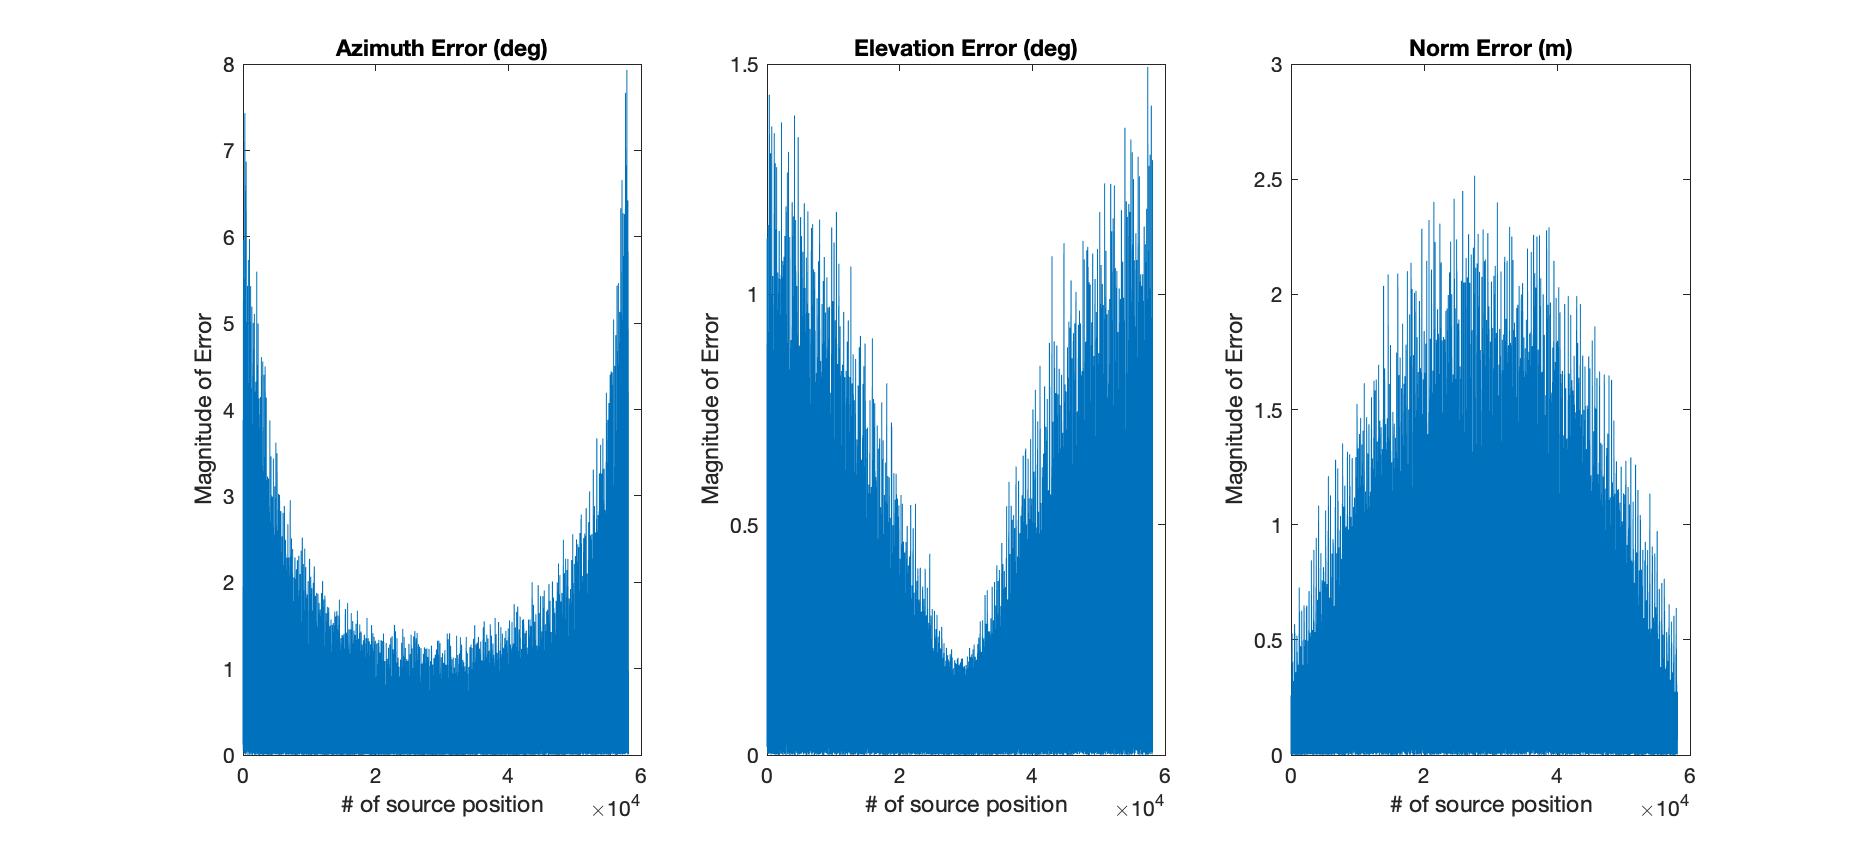 Azimuth Error (deg)
Magnitude of Error
8
7
6
5
4
3
2
1
0
0 2 4 6
# of source position
×10^4
Elevation Error (deg)
Magnitude of Error
1.5
1
0.5
0
0 2 4 6
# of source position
×10^4
Norm Error (m)
Magnitude of Error
3
2.5
2
1.5
1
0.5
0
0 2 4 6
# of source position
×10^4